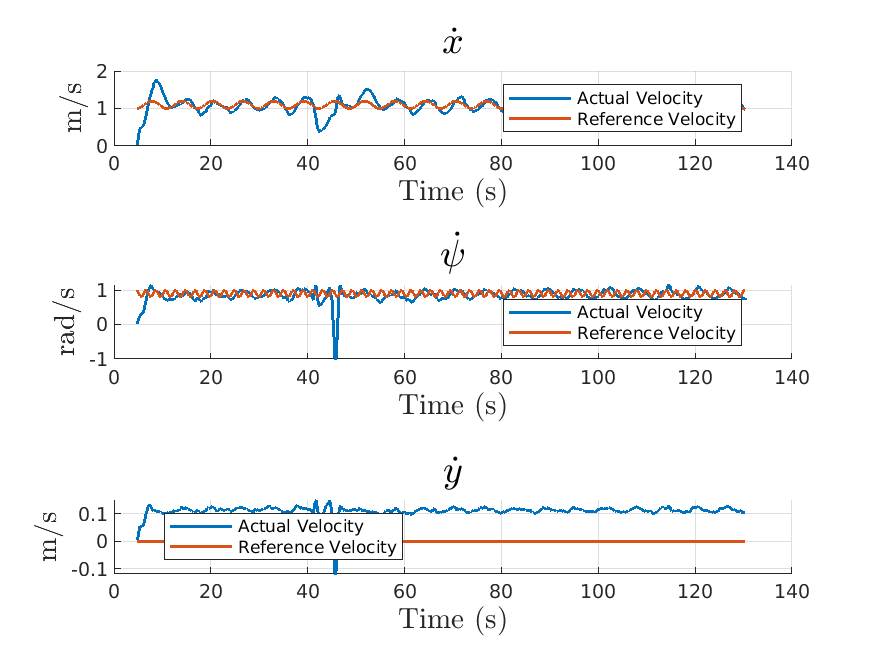 ẋ
2
1
0
m/s
Actual Velocity
Reference Velocity
0 20 40 60 80 100 120 140
Time (s)
ψ̇
1
0
-1
rad/s
Actual Velocity
Reference Velocity
0 20 40 60 80 100 120 140
Time (s)
ẏ
0.1
0
-0.1
m/s
Actual Velocity
Reference Velocity
0 20 40 60 80 100 120 140
Time (s)